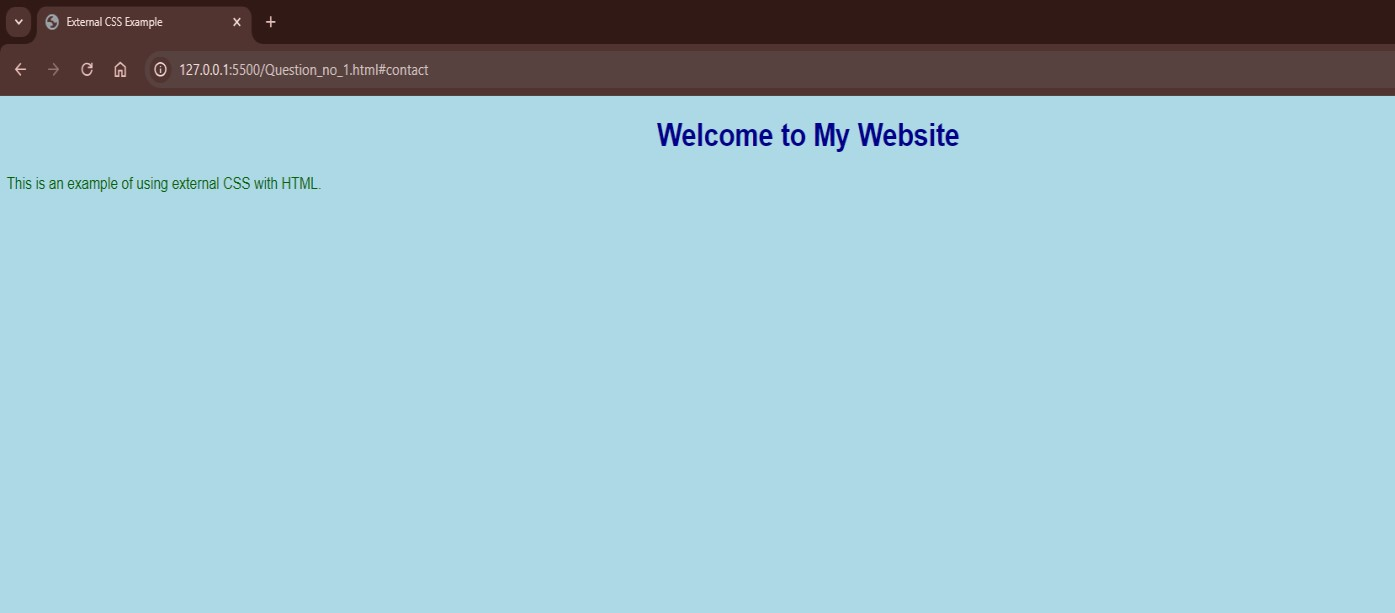 External CSS Example
127.0.0.1:5500/Question_no_1.html#contact
Welcome to My Website
This is an example of using external CSS with HTML.